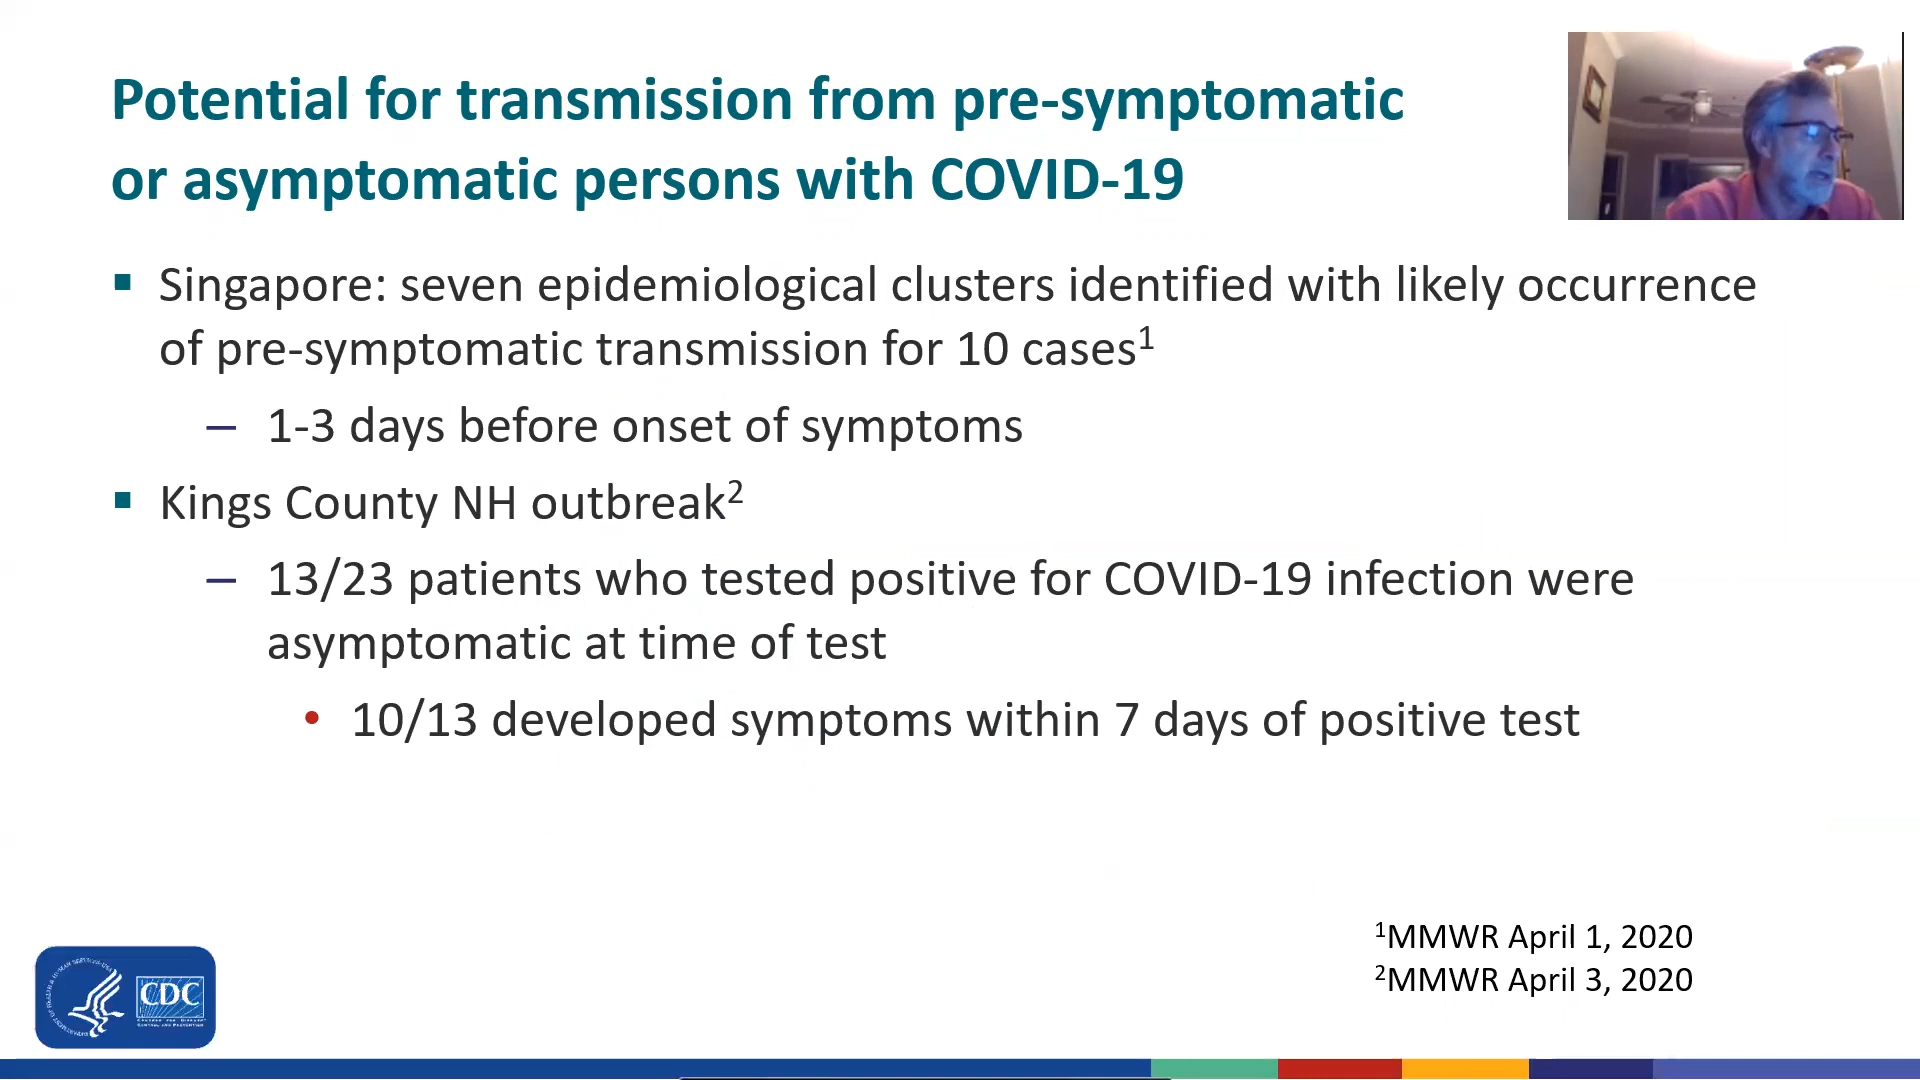 Potential for transmission from pre-symptomatic
or asymptomatic persons with COVID-19
▪ Singapore: seven epidemiological clusters identified with likely occurrence
of pre-symptomatic transmission for 10 cases¹
– 1-3 days before onset of symptoms
▪ Kings County NH outbreak²
– 13/23 patients who tested positive for COVID-19 infection were
asymptomatic at time of test
• 10/13 developed symptoms within 7 days of positive test
¹MMWR April 1, 2020
²MMWR April 3, 2020
CDC